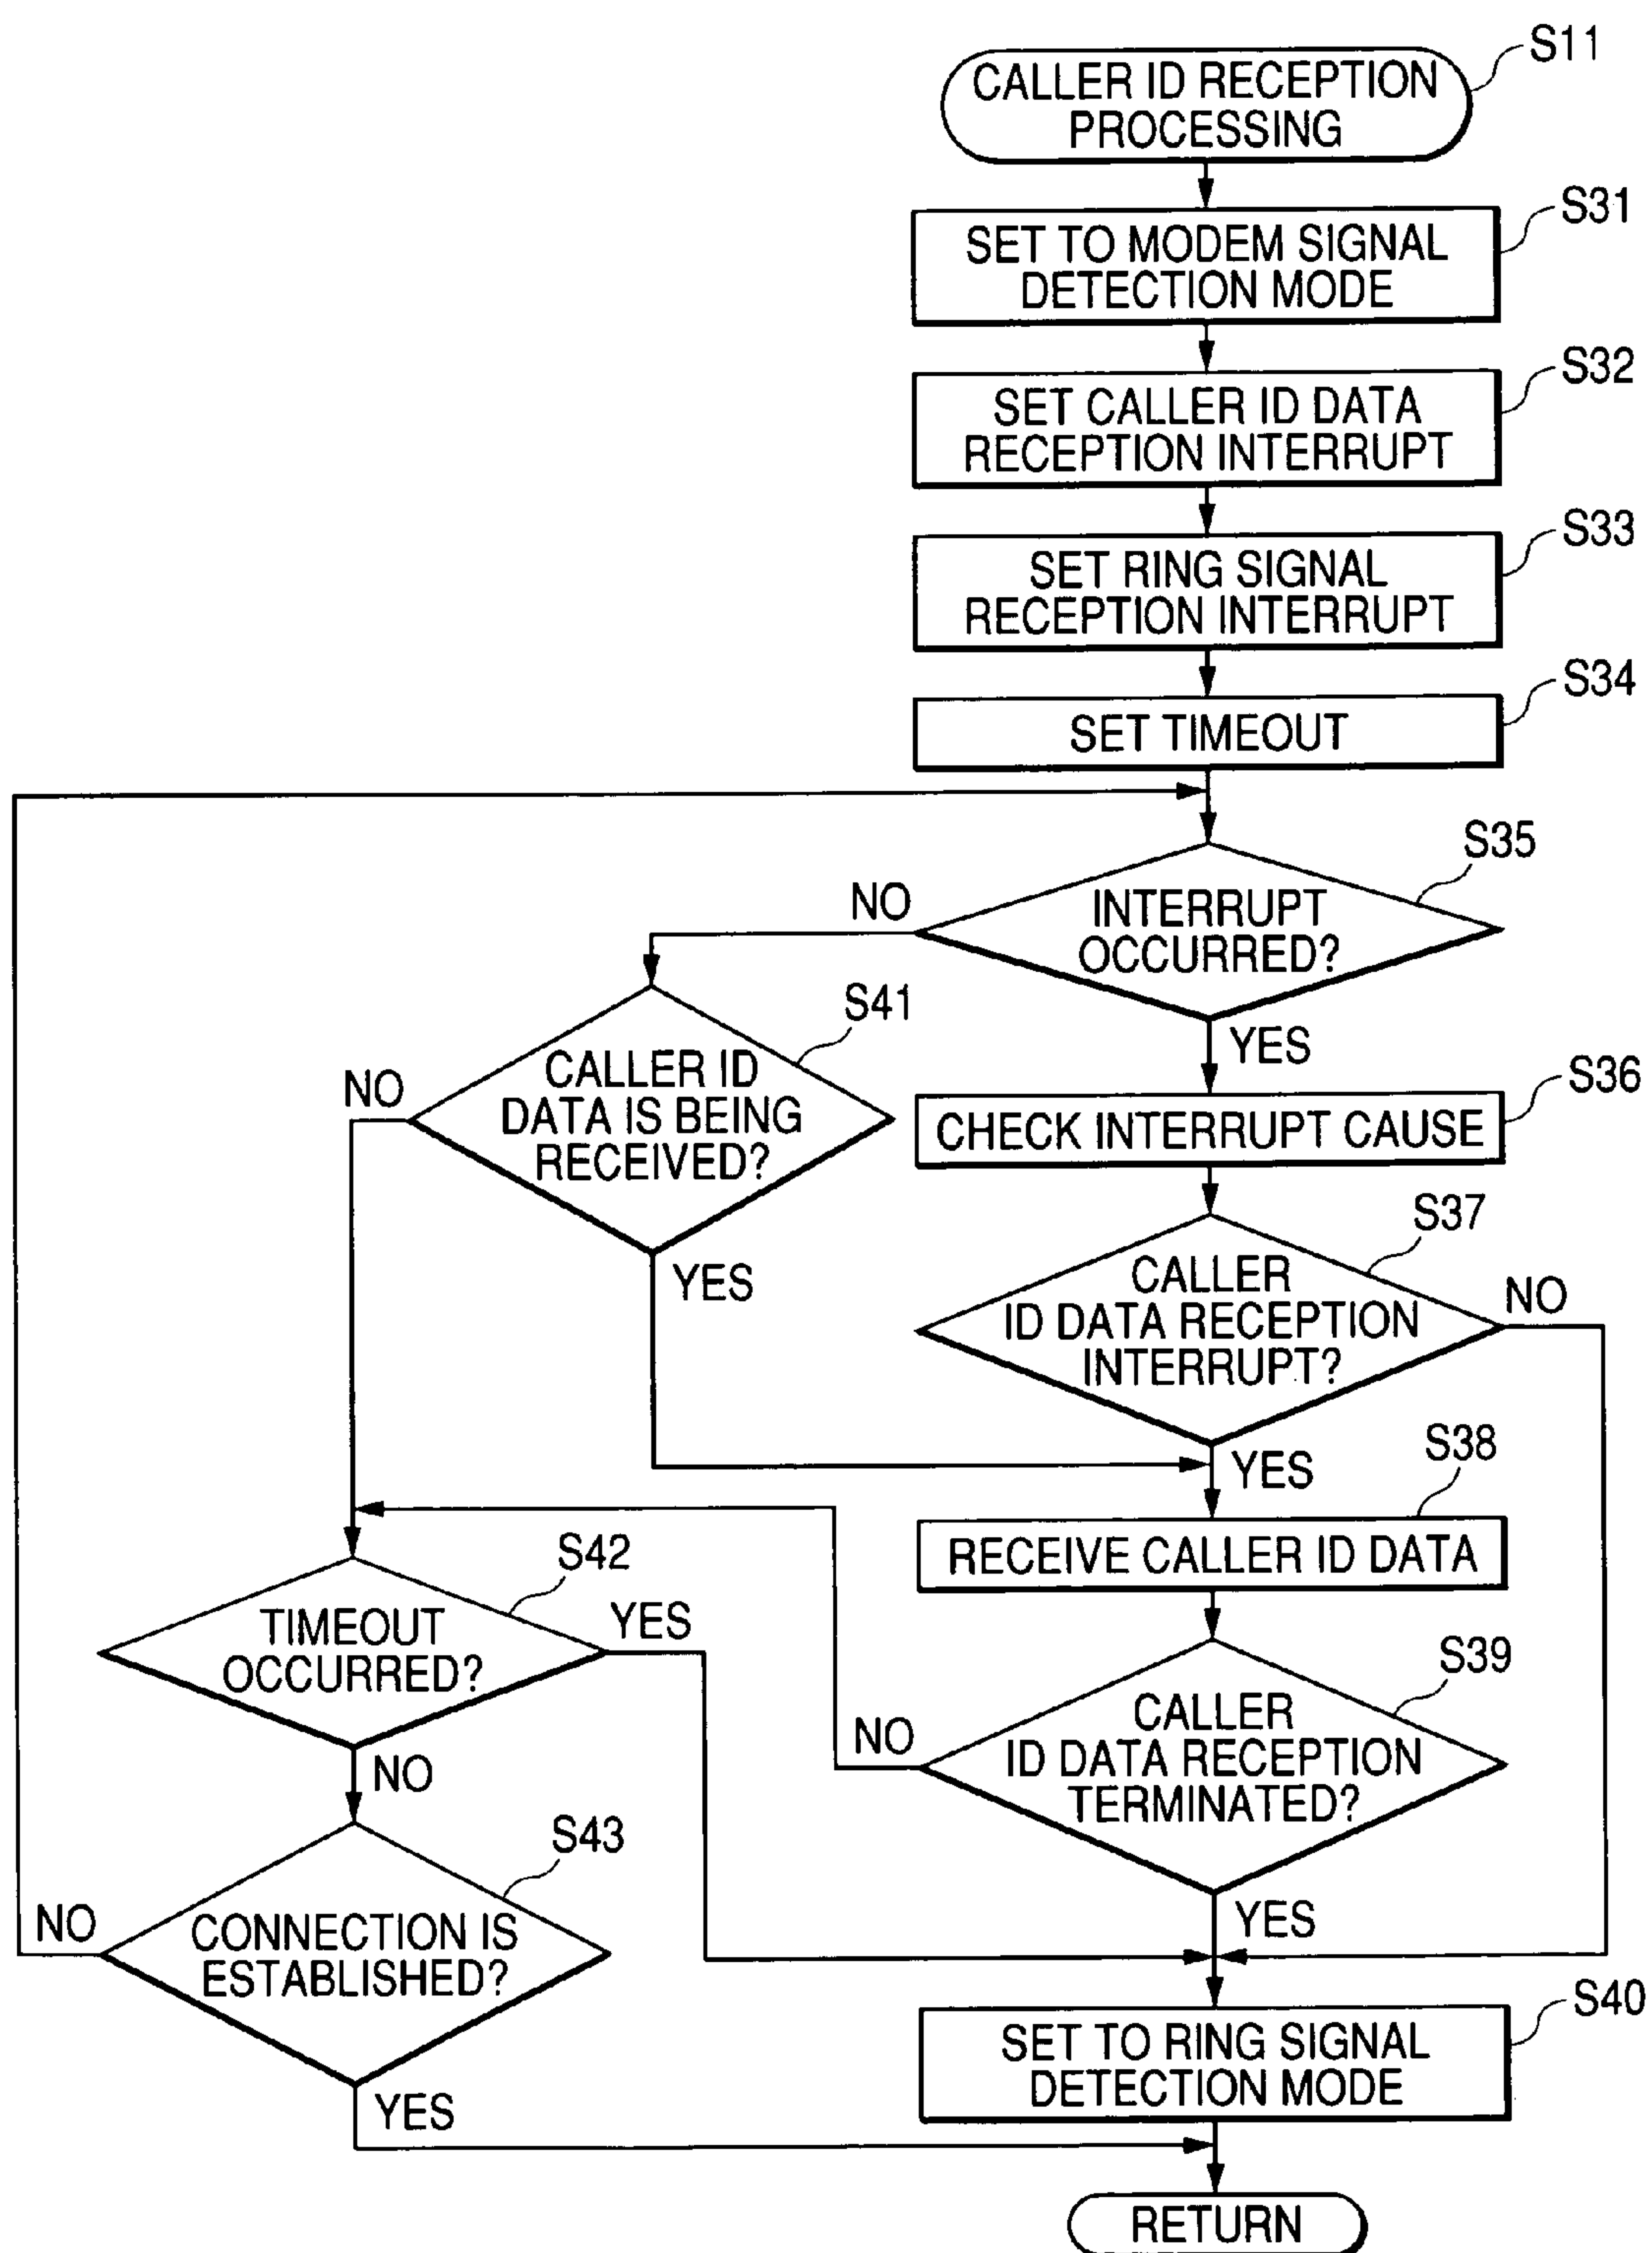 S11
CALLER ID RECEPTION
PROCESSING
S31
SET TO MODEM SIGNAL
DETECTION MODE
S32
SET CALLER ID DATA
RECEPTION INTERRUPT
S33
SET RING SIGNAL
RECEPTION INTERRUPT
S34
SET TIMEOUT
S35
NO
INTERRUPT
OCCURRED?
YES
S41
CALLER ID
DATA IS BEING
RECEIVED?
NO
YES
S36
CHECK INTERRUPT CAUSE
S37
CALLER
ID DATA RECEPTION
INTERRUPT?
NO
YES
S38
RECEIVE CALLER ID DATA
S42
TIMEOUT
OCCURRED?
YES
NO
S39
CALLER
ID DATA RECEPTION
TERMINATED?
NO
YES
S43
CONNECTION IS
ESTABLISHED?
NO
YES
S40
SET TO RING SIGNAL
DETECTION MODE
RETURN